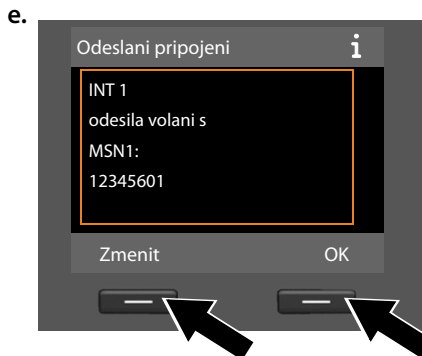 e.
Odeslani pripojeni i
INT 1
odesila volani s
MSN1:
12345601
Zmenit OK